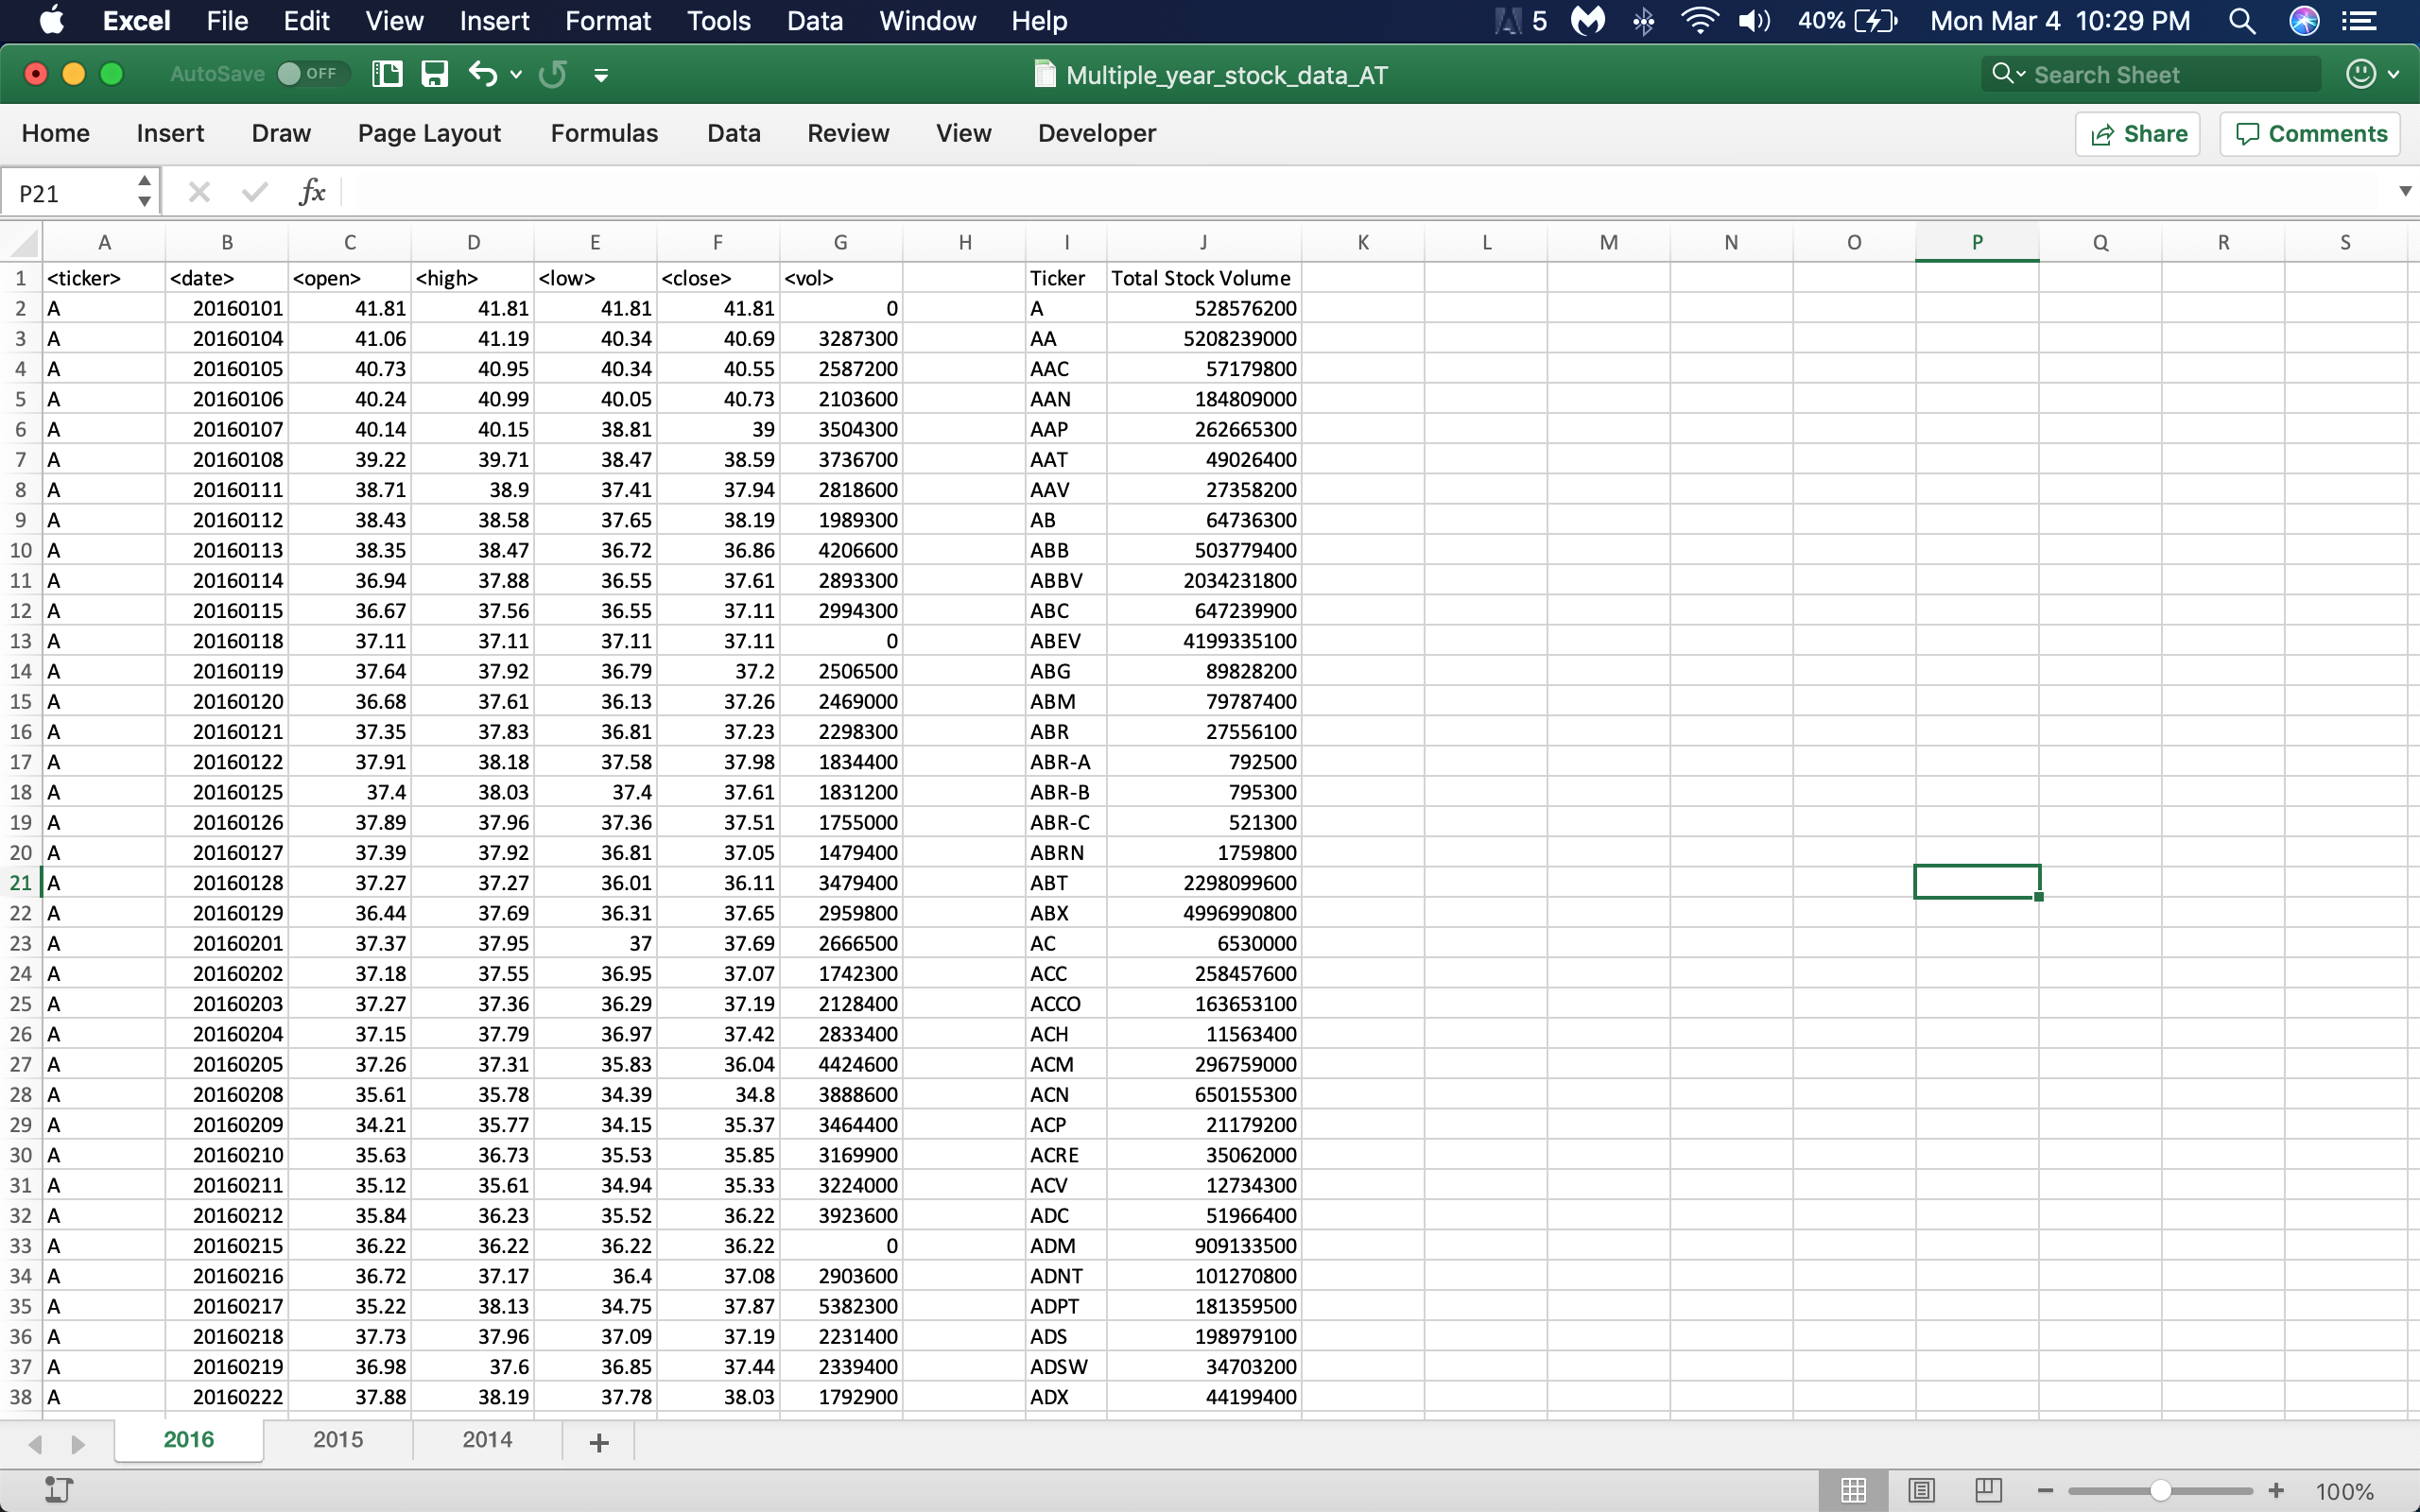 Excel File Edit View Insert Format Tools Data Window Help 5 40% Mon Mar 4 10:29 PM
AutoSave OFF Multiple_year_stock_data_AT Search Sheet
Home Insert Draw Page Layout Formulas Data Review View Developer Share Comments
P21 fx
A B C D E F G H I J K L M N O P Q R S
1 <ticker> <date> <open> <high> <low> <close> <vol> Ticker Total Stock Volume
2 A 20160101 41.81 41.81 41.81 41.81 0 A 528576200
3 A 20160104 41.06 41.19 40.34 40.69 3287300 AA 5208239000
4 A 20160105 40.73 40.95 40.34 40.55 2587200 AAC 57179800
5 A 20160106 40.24 40.99 40.05 40.73 2103600 AAN 184809000
6 A 20160107 40.14 40.15 38.81 39 3504300 AAP 262665300
7 A 20160108 39.22 39.71 38.47 38.59 3736700 AAT 49026400
8 A 20160111 38.71 38.9 37.41 37.94 2818600 AAV 27358200
9 A 20160112 38.43 38.58 37.65 38.19 1989300 AB 64736300
10 A 20160113 38.35 38.47 36.72 36.86 4206600 ABB 503779400
11 A 20160114 36.94 37.88 36.55 37.61 2893300 ABBV 2034231800
12 A 20160115 36.67 37.56 36.55 37.11 2994300 ABC 647239900
13 A 20160118 37.11 37.11 37.11 37.11 0 ABEV 4199335100
14 A 20160119 37.64 37.92 36.79 37.2 2506500 ABG 89828200
15 A 20160120 36.68 37.61 36.13 37.26 2469000 ABM 79787400
16 A 20160121 37.35 37.83 36.81 37.23 2298300 ABR 27556100
17 A 20160122 37.91 38.18 37.58 37.98 1834400 ABR-A 792500
18 A 20160125 37.4 38.03 37.4 37.61 1831200 ABR-B 795300
19 A 20160126 37.89 37.96 37.36 37.51 1755000 ABR-C 521300
20 A 20160127 37.39 37.92 36.81 37.05 1479400 ABRN 1759800
21 A 20160128 37.27 37.27 36.01 36.11 3479400 ABT 2298099600
22 A 20160129 36.44 37.69 36.31 37.65 2959800 ABX 4996990800
23 A 20160201 37.37 37.95 37 37.69 2666500 AC 6530000
24 A 20160202 37.18 37.55 36.95 37.07 1742300 ACC 258457600
25 A 20160203 37.27 37.36 36.29 37.19 2128400 ACCO 163653100
26 A 20160204 37.15 37.79 36.97 37.42 2833400 ACH 11563400
27 A 20160205 37.26 37.31 35.83 36.04 4424600 ACM 296759000
28 A 20160208 35.61 35.78 34.39 34.8 3888600 ACN 650155300
29 A 20160209 34.21 35.77 34.15 35.37 3464400 ACP 21179200
30 A 20160210 35.63 36.73 35.53 35.85 3169900 ACRE 35062000
31 A 20160211 35.12 35.61 34.94 35.33 3224000 ACV 12734300
32 A 20160212 35.84 36.23 35.52 36.22 3923600 ADC 51966400
33 A 20160215 36.22 36.22 36.22 36.22 0 ADM 909133500
34 A 20160216 36.72 37.17 36.4 37.08 2903600 ADNT 101270800
35 A 20160217 35.22 38.13 34.75 37.87 5382300 ADPT 181359500
36 A 20160218 37.73 37.96 37.09 37.19 2231400 ADS 198979100
37 A 20160219 36.98 37.6 36.85 37.44 2339400 ADSW 34703200
38 A 20160222 37.88 38.19 37.78 38.03 1792900 ADX 44199400
2016 2015 2014
100%